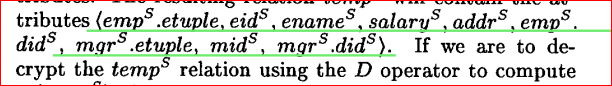 tributes ⟨emp^S.etuple, eid^S, ename^S, salary^S, addr^S, emp^S.
did^S, mgr^S.etuple, mid^S, mgr^S.did^S⟩. If we are to de-
crypt the temp^S relation using the D operator to compute